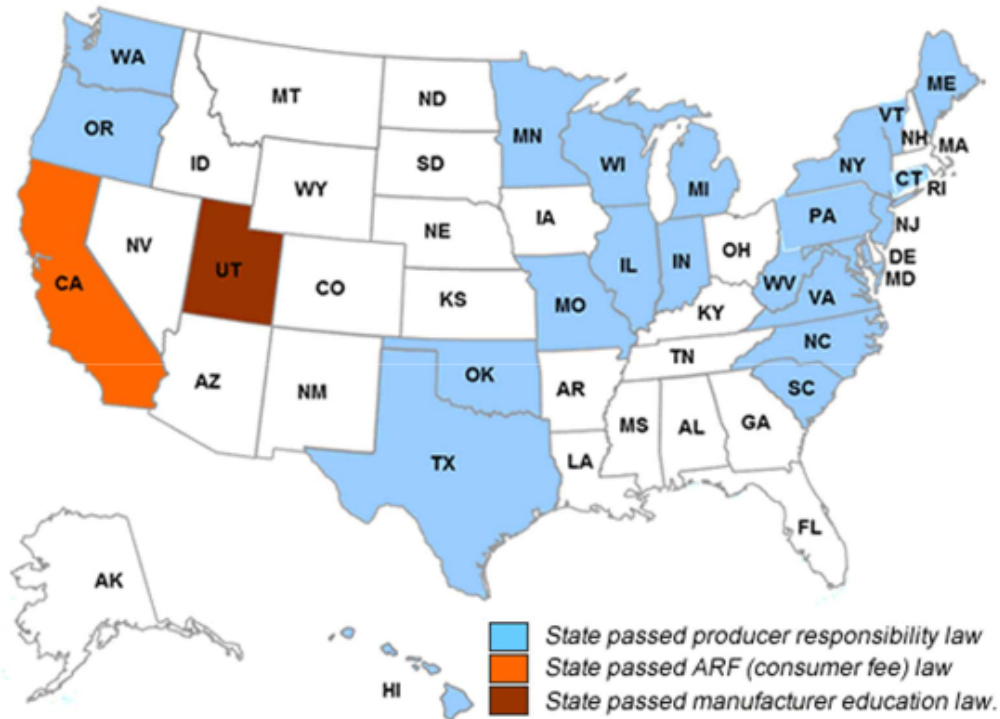 WA
MT
ND
MN
ME
VT
NH
MA
OR
ID
SD
WI
MI
NY
CT
RI
WY
IA
PA
NJ
NV
NE
OH
DE
MD
CA
UT
CO
KS
MO
IL
IN
WV
VA
KY
NC
AZ
NM
OK
AR
TN
SC
MS
AL
GA
TX
LA
FL
AK
HI
State passed producer responsibility law
State passed ARF (consumer fee) law
State passed manufacturer education law.